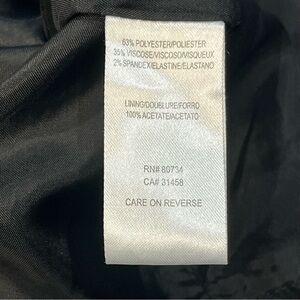 63% POLYESTER/POLIESTER
35% VISCOSE/VISCOSO/VISQUEUX
2% SPANDEX/ELASTINE/ELASTANO
LINING/DOUBLURE/FORRO
100% ACETATE/ACETATO
RN# 80734
CA# 31458
CARE ON REVERSE